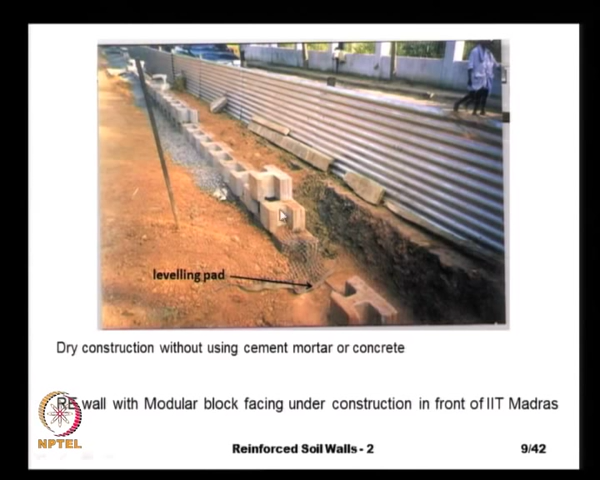 levelling pad
Dry construction without using cement mortar or concrete
RE wall with Modular block facing under construction in front of IIT Madras
NPTEL
Reinforced Soil Walls - 2
9/42